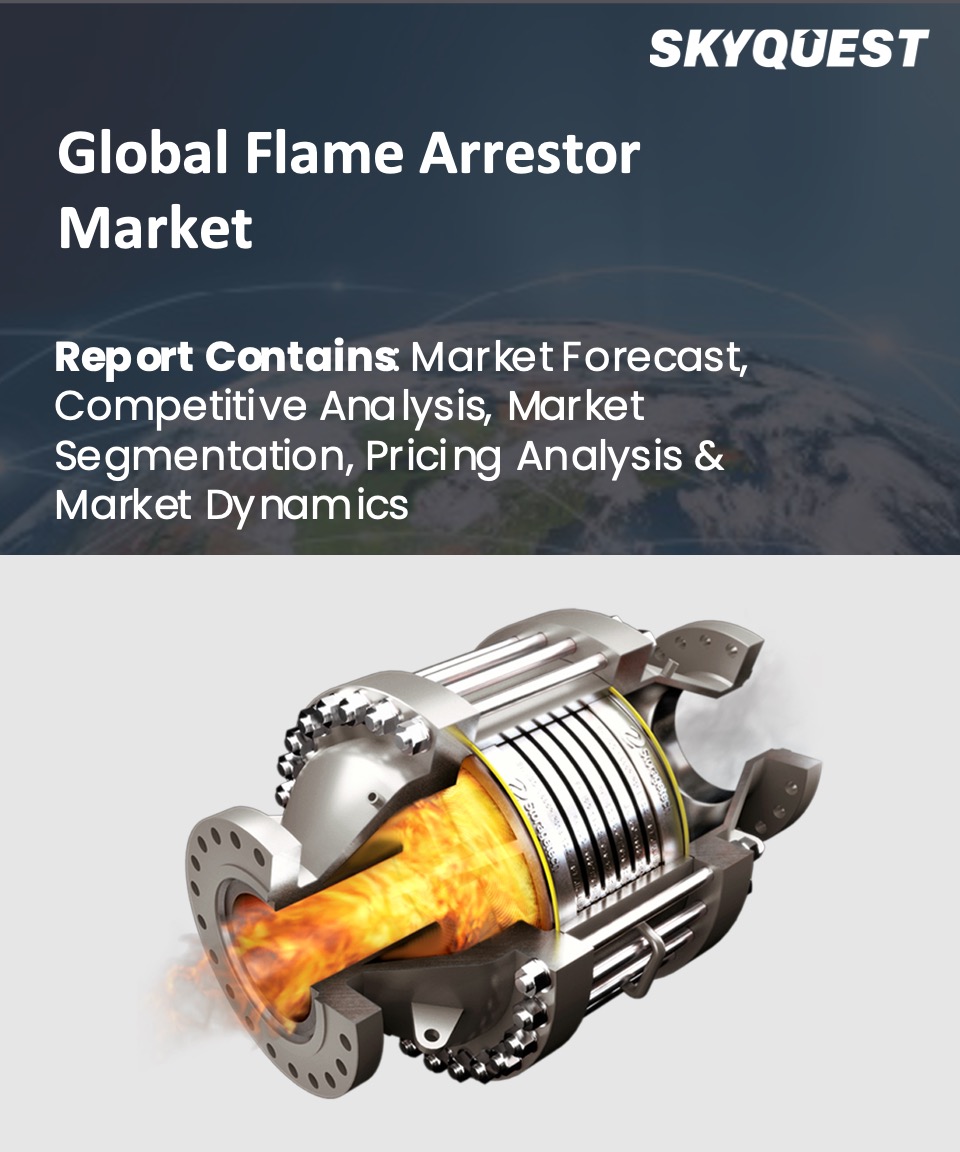 SKYQUEST
Global Flame Arrestor
Market
Report Contains: Market Forecast,
Competitive Analysis, Market
Segmentation, Pricing Analysis &
Market Dynamics